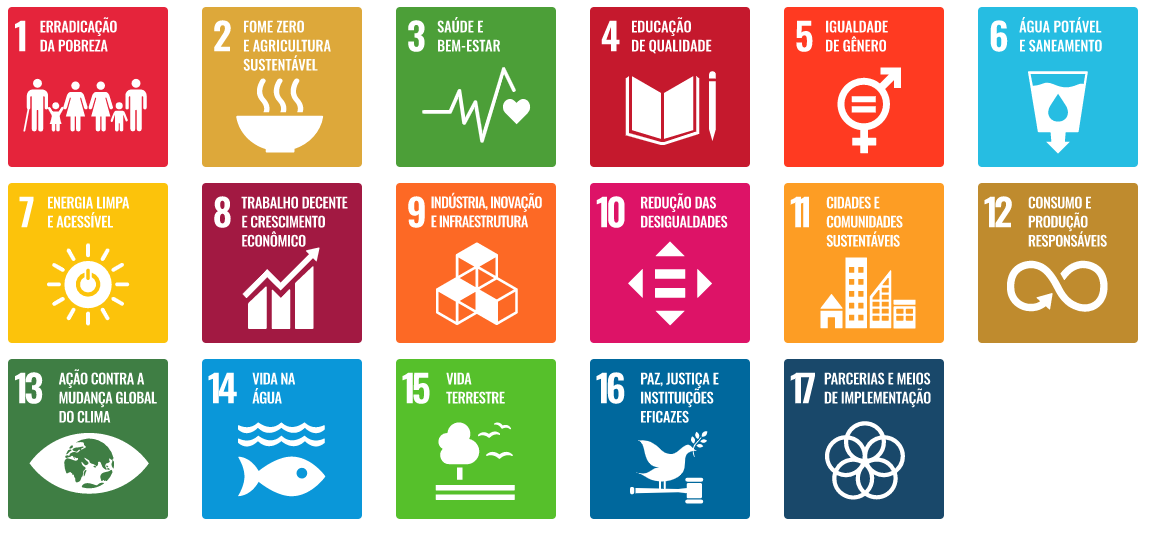 1 ERRADICAÇÃO
DA POBREZA
2 FOME ZERO
E AGRICULTURA
SUSTENTÁVEL
3 SAÚDE E
BEM-ESTAR
4 EDUCAÇÃO
DE QUALIDADE
5 IGUALDADE
DE GÊNERO
6 ÁGUA POTÁVEL
E SANEAMENTO
7 ENERGIA LIMPA
E ACESSÍVEL
8 TRABALHO DECENTE
E CRESCIMENTO
ECONÔMICO
9 INDÚSTRIA, INOVAÇÃO
E INFRAESTRUTURA
10 REDUÇÃO DAS
DESIGUALDADES
11 CIDADES E
COMUNIDADES
SUSTENTÁVEIS
12 CONSUMO E
PRODUÇÃO
RESPONSÁVEIS
13 AÇÃO CONTRA A
MUDANÇA GLOBAL
DO CLIMA
14 VIDA NA
ÁGUA
15 VIDA
TERRESTRE
16 PAZ, JUSTIÇA E
INSTITUIÇÕES
EFICAZES
17 PARCERIAS E MEIOS
DE IMPLEMENTAÇÃO